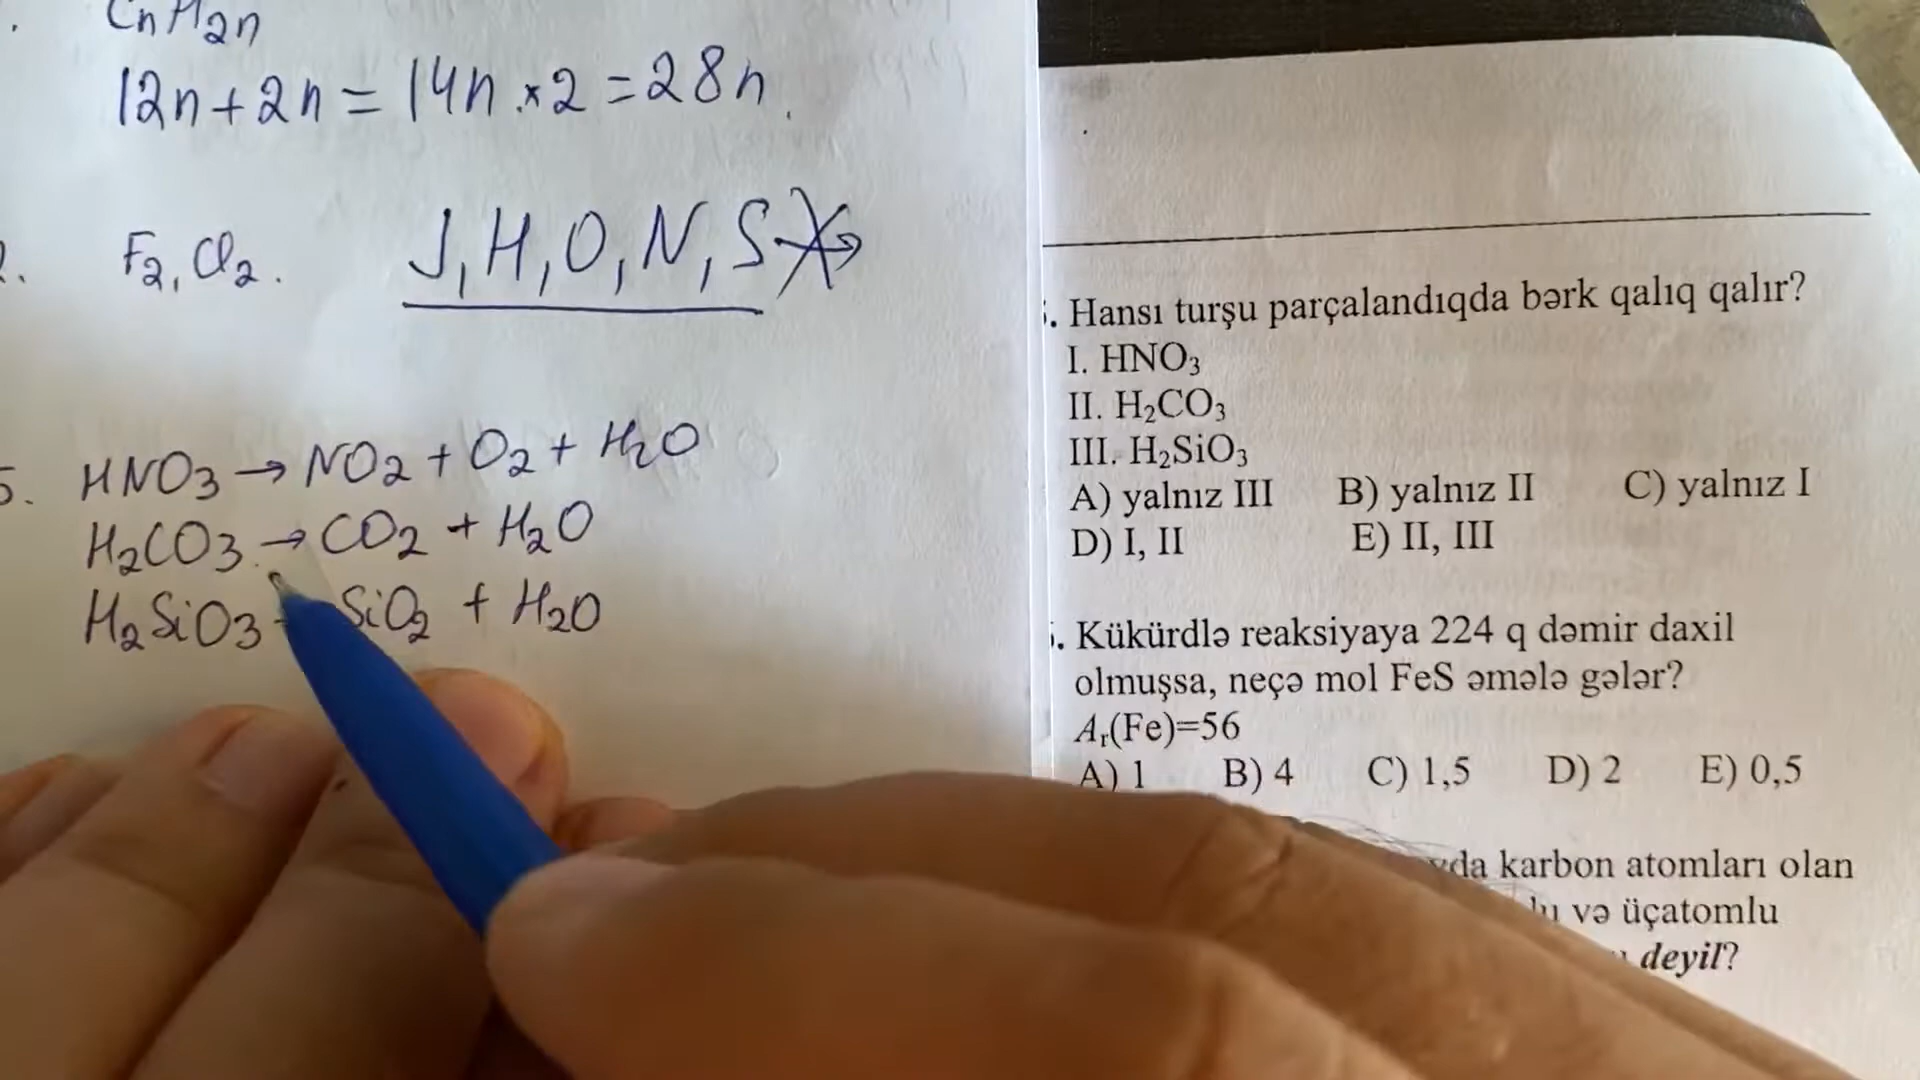 CnH2n
12n+2n=14n.×2=28n.
2. F2, Cl2. J,H,O,N,S
5. HNO3→NO2+O2+H2O
H2CO3→CO2+H2O
H2SiO3 SiO2+H2O
. Hansı turşu parçalandıqda bərk qalıq qalır?
I. HNO3
II. H2CO3
III. H2SiO3
A) yalnız III B) yalnız II C) yalnız I
D) I, II E) II, III
. Kükürdlə reaksiyaya 224 q dəmir daxil
olmuşsa, neçə mol FeS əmələ gələr?
Ar(Fe)=56
A) 1 B) 4 C) 1,5 D) 2 E) 0,5
karbon atomları olan
və üçatomlu
deyil?